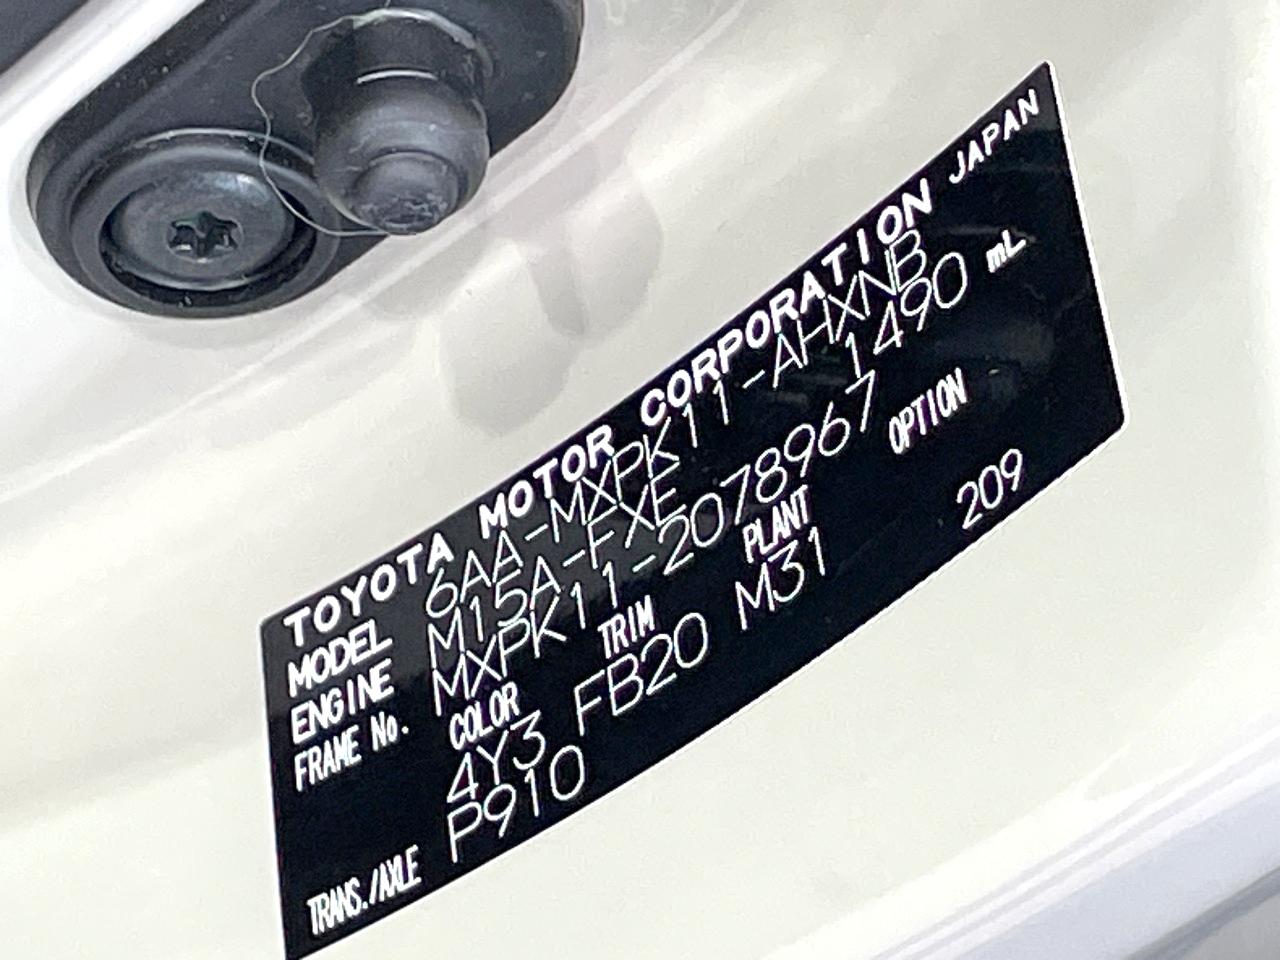 TOYOTA MOTOR CORPORATION JAPAN
MODEL 6AA-MXPK11-AHXNB
ENGINE M15A-FXE 1490 mL
FRAME No. MXPK11-2078967
COLOR TRIM PLANT OPTION
4Y3 FB20 M31 209
TRANS./AXLE P910